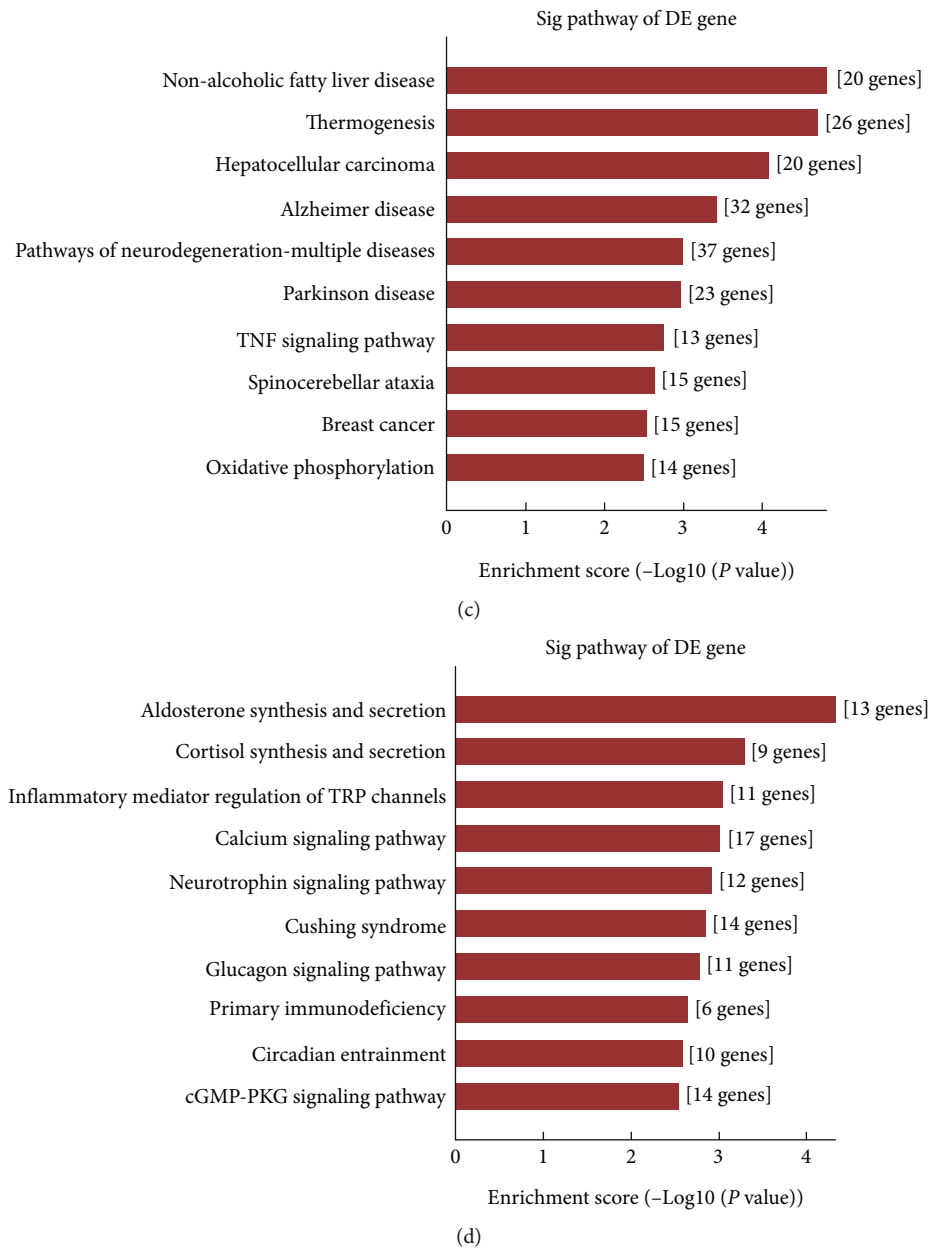 Sig pathway of DE gene
Non-alcoholic fatty liver disease [20 genes]
Thermogenesis [26 genes]
Hepatocellular carcinoma [20 genes]
Alzheimer disease [32 genes]
Pathways of neurodegeneration-multiple diseases [37 genes]
Parkinson disease [23 genes]
TNF signaling pathway [13 genes]
Spinocerebellar ataxia [15 genes]
Breast cancer [15 genes]
Oxidative phosphorylation [14 genes]
0 1 2 3 4
Enrichment score (–Log10 (P value))
(c)
Sig pathway of DE gene
Aldosterone synthesis and secretion [13 genes]
Cortisol synthesis and secretion [9 genes]
Inflammatory mediator regulation of TRP channels [11 genes]
Calcium signaling pathway [17 genes]
Neurotrophin signaling pathway [12 genes]
Cushing syndrome [14 genes]
Glucagon signaling pathway [11 genes]
Primary immunodeficiency [6 genes]
Circadian entrainment [10 genes]
cGMP-PKG signaling pathway [14 genes]
0 1 2 3 4
Enrichment score (–Log10 (P value))
(d)